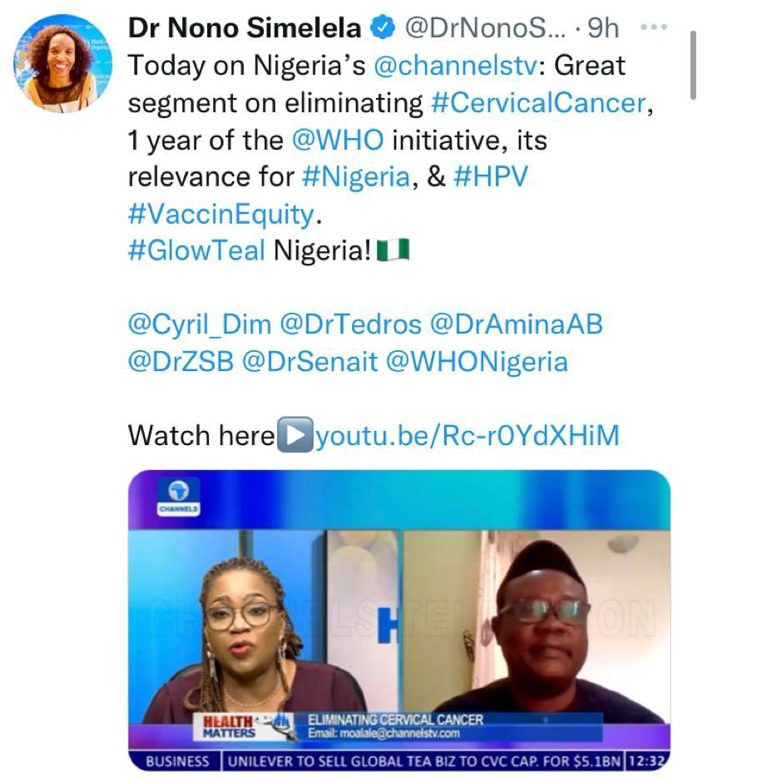 Dr Nono Simelela @DrNonoS... · 9h
Today on Nigeria's @channelstv: Great
segment on eliminating #CervicalCancer,
1 year of the @WHO initiative, its
relevance for #Nigeria, & #HPV
#VaccinEquity.
#GlowTeal Nigeria!🇳🇬
@Cyril_Dim @DrTedros @DrAminaAB
@DrZSB @DrSenait @WHONigeria
Watch here▶️youtu.be/Rc-r0YdXHiM
CHANNELS
CHANNELS TELEVISION
H
HEALTH
MATTERS
ELIMINATING CERVICAL CANCER
Email: moalale@channelstv.com
BUSINESS UNILEVER TO SELL GLOBAL TEA BIZ TO CVC CAP. FOR $5.1BN 12:32